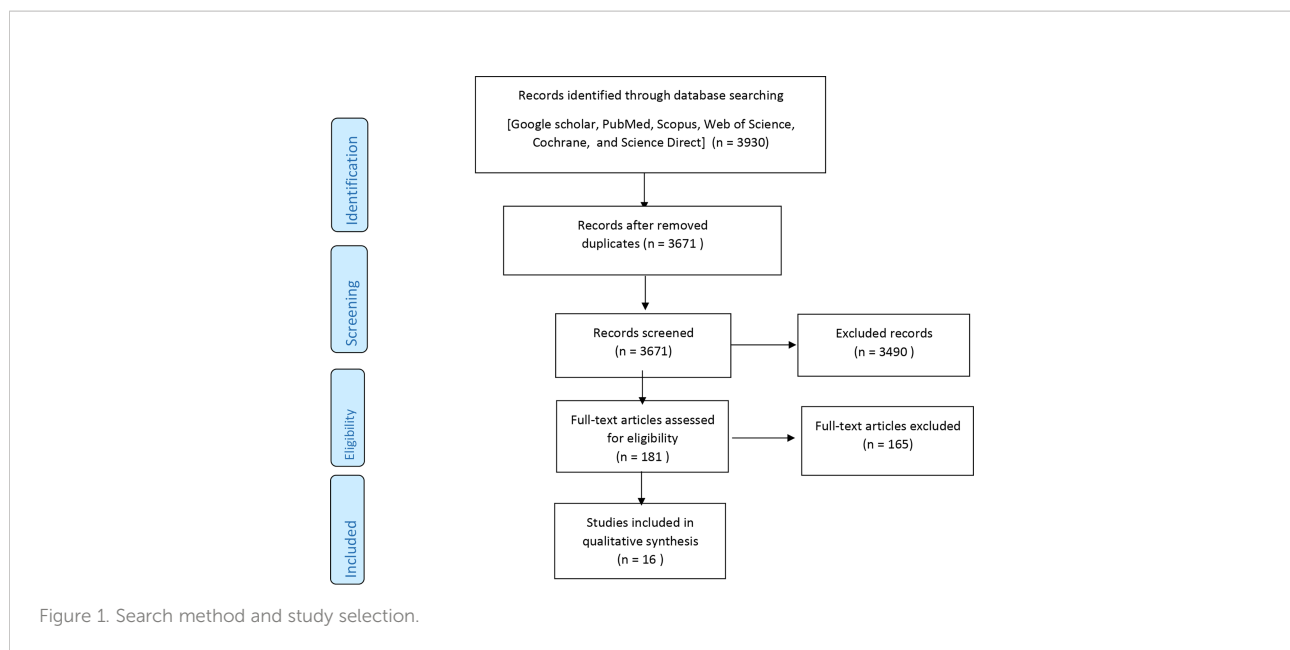 Records identified through database searching
[Google scholar, PubMed, Scopus, Web of Science,
Cochrane, and Science Direct] (n = 3930)
Identification
Records after removed
duplicates (n = 3671 )
Screening
Records screened
(n = 3671)
Excluded records
(n = 3490 )
Eligibility
Full-text articles assessed
for eligibility
(n = 181 )
Full-text articles excluded
(n = 165)
Included
Studies included in
qualitative synthesis
(n = 16 )
Figure 1. Search method and study selection.